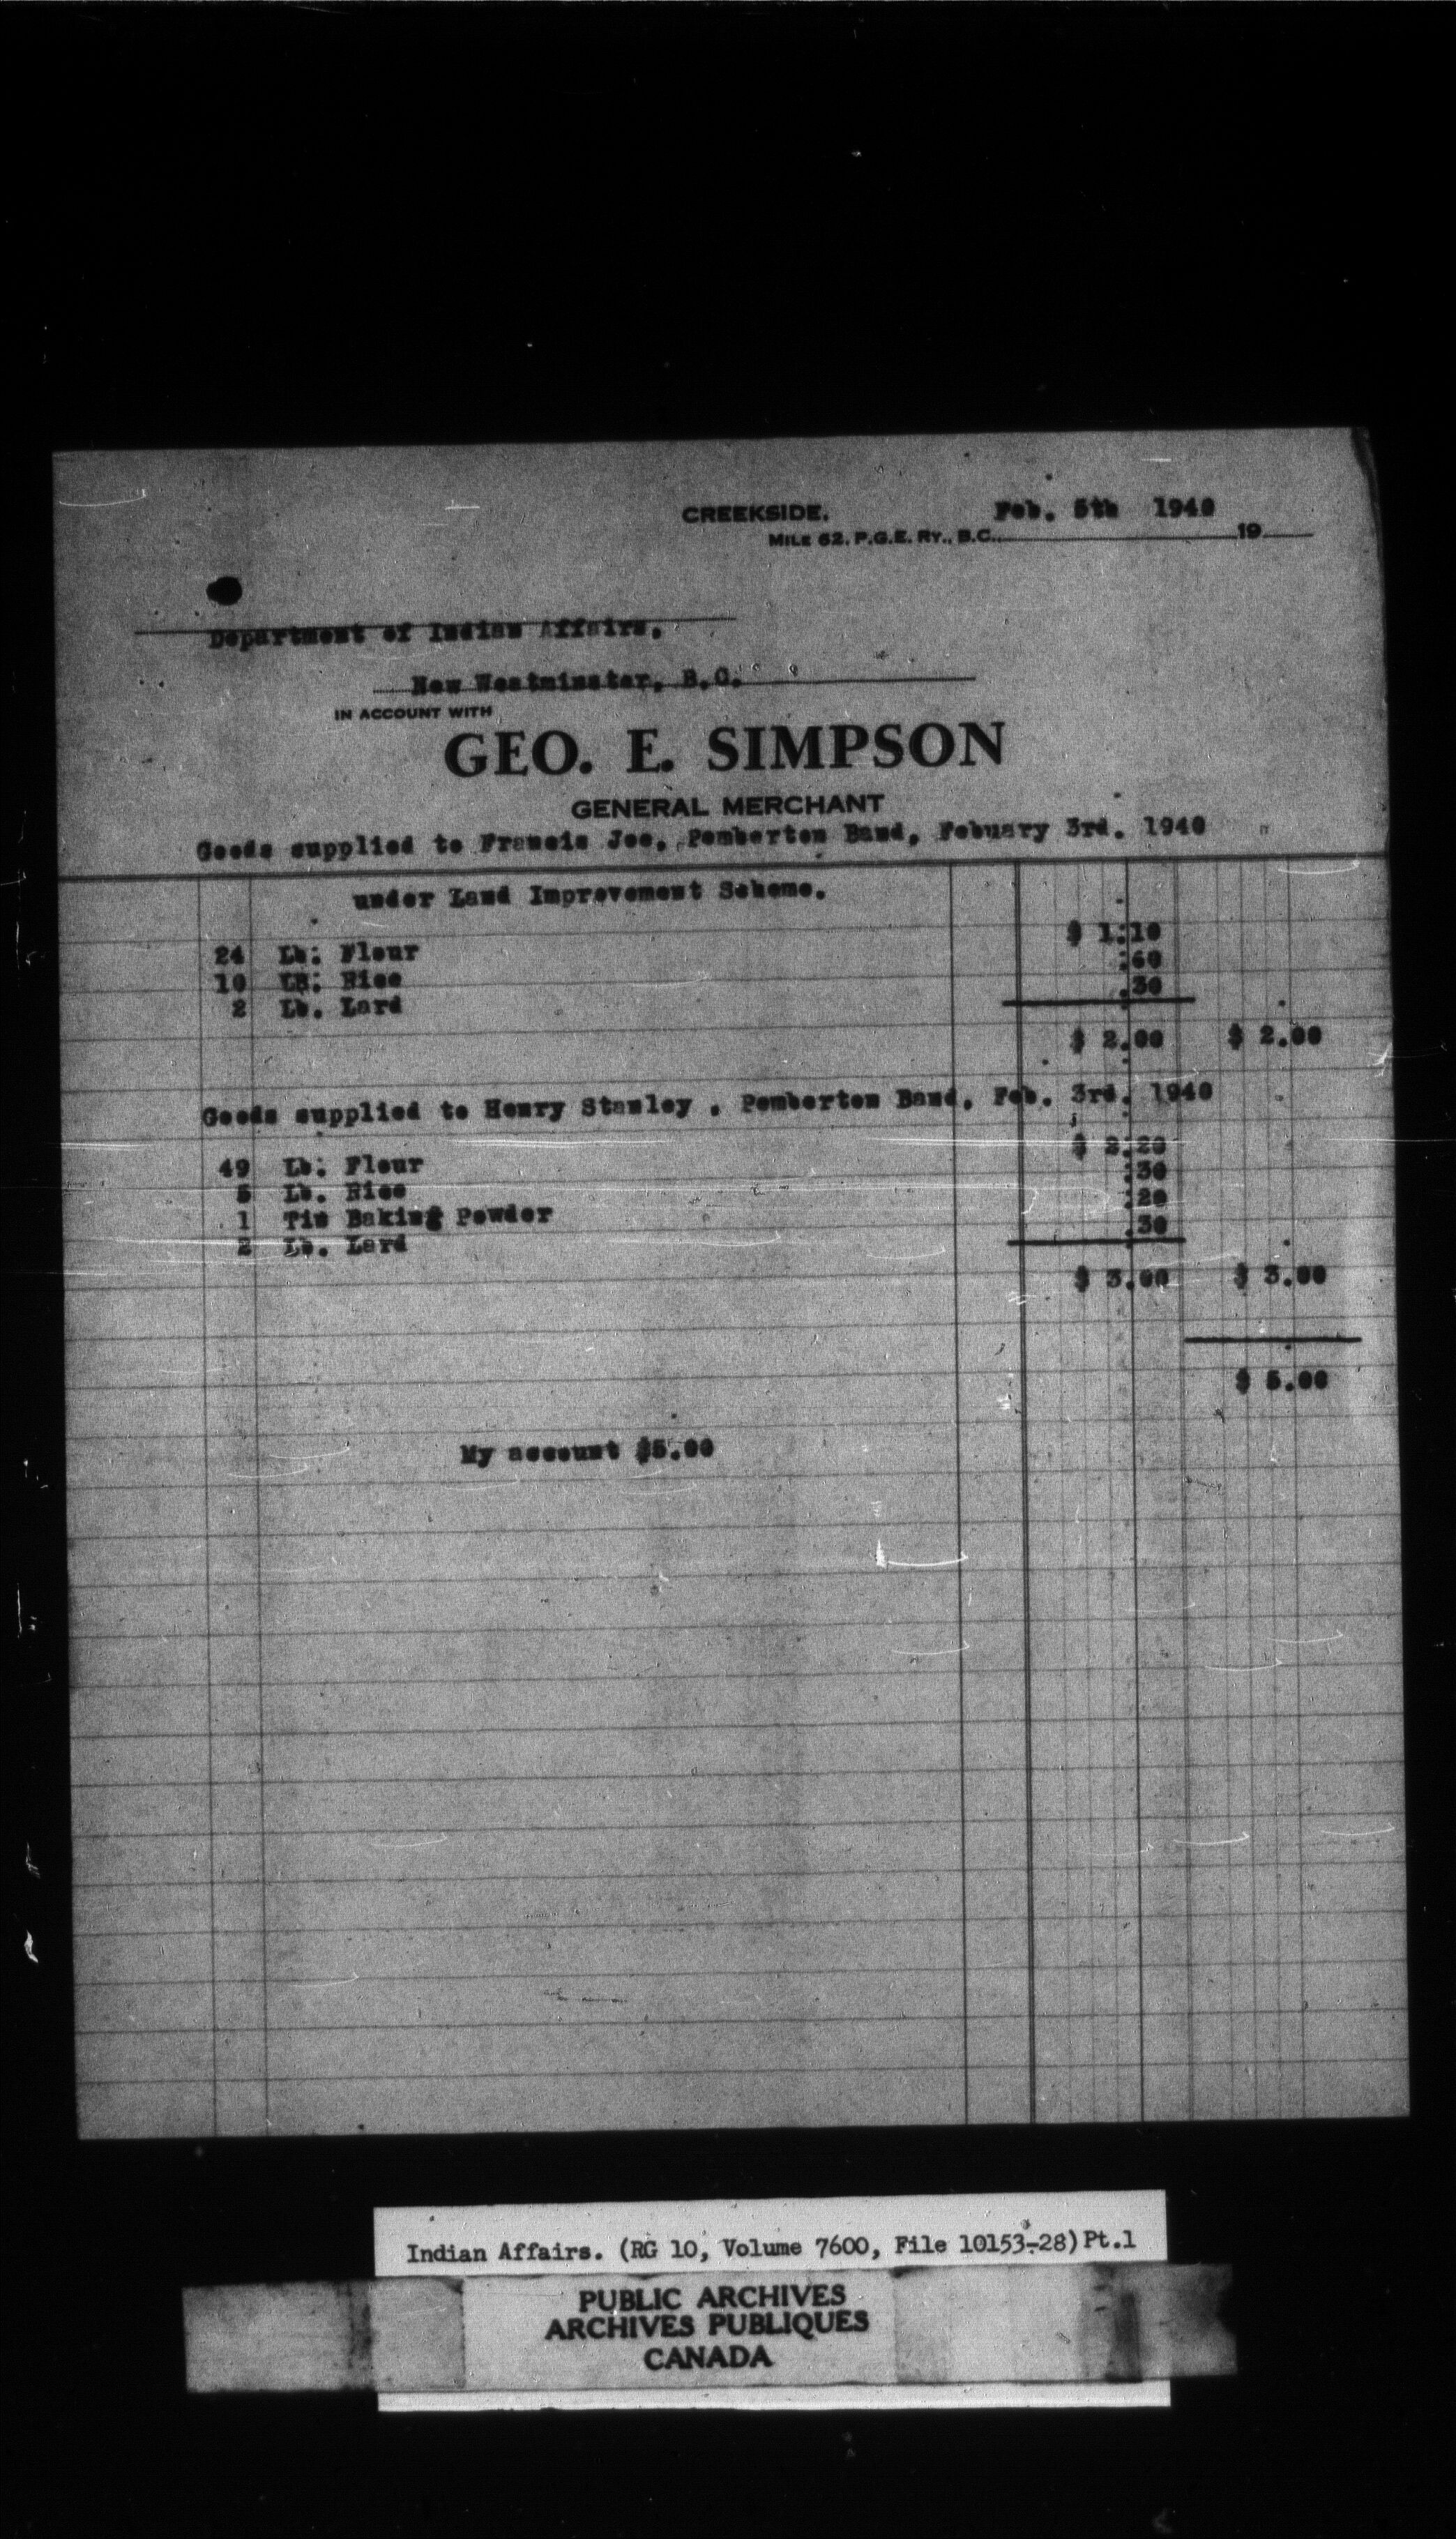 CREEKSIDE. Feb. 5th 1940
MILE 62, P.G.E. RY., B.C. 19
Department of Indian Affairs.
New Westminster, B.C.
IN ACCOUNT WITH
GEO. E. SIMPSON
GENERAL MERCHANT
Goods supplied to Francis Joe, Pemberton Band, Febuary 3rd. 1940
under Land Improvement Scheme.
24 Lb. Flour $ 1.10
10 LB. Rice .60
2 Lb. Lard .30
$ 2.00 $ 2.00
Goods supplied to Henry Stanley , Pemberton Band, Feb. 3rd. 1940
49 Lb. Flour $ 2.20
5 Lb. Rice .30
1 Tin Baking Powder .20
2 Lb. Lard .30
$ 3.00 $ 3.00
$ 5.00
My account $5.00
Indian Affairs. (RG 10, Volume 7600, File 10153-28) Pt.1
PUBLIC ARCHIVES
ARCHIVES PUBLIQUES
CANADA